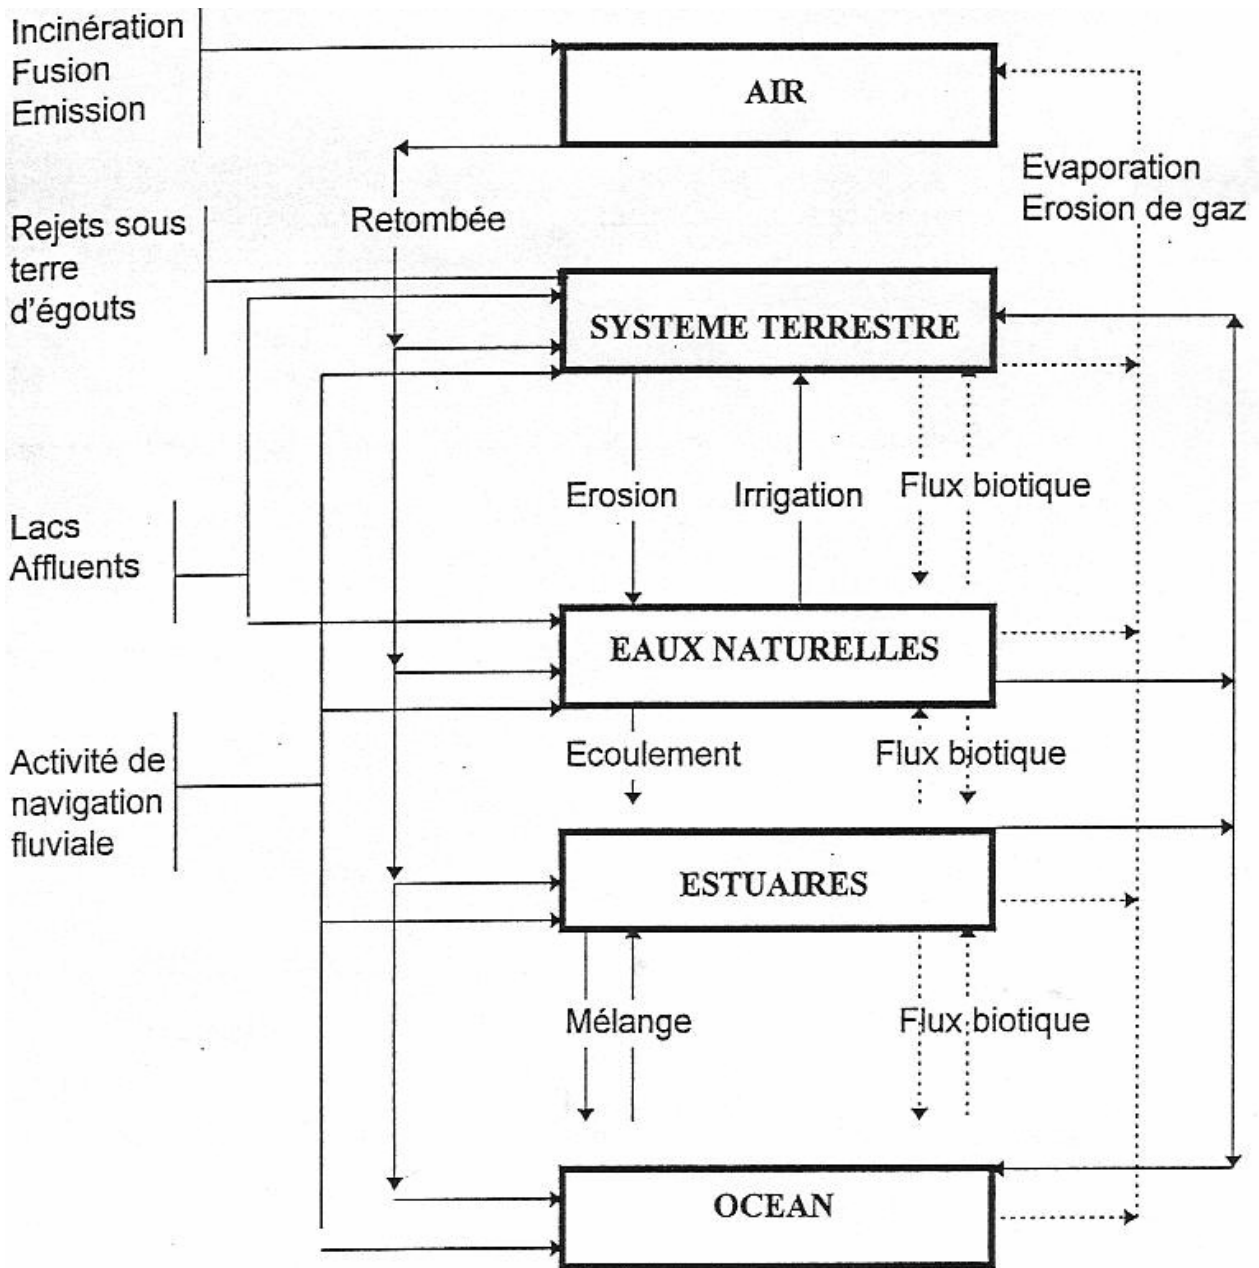 Incinération
Fusion
Emission
AIR
Evaporation
Erosion de gaz
Rejets sous
terre
d'égouts
Retombée
SYSTEME TERRESTRE
Erosion
Irrigation
Flux biotique
Lacs
Affluents
EAUX NATURELLES
Ecoulement
Flux biotique
Activité de
navigation
fluviale
ESTUAIRES
Mélange
Flux biotique
OCEAN